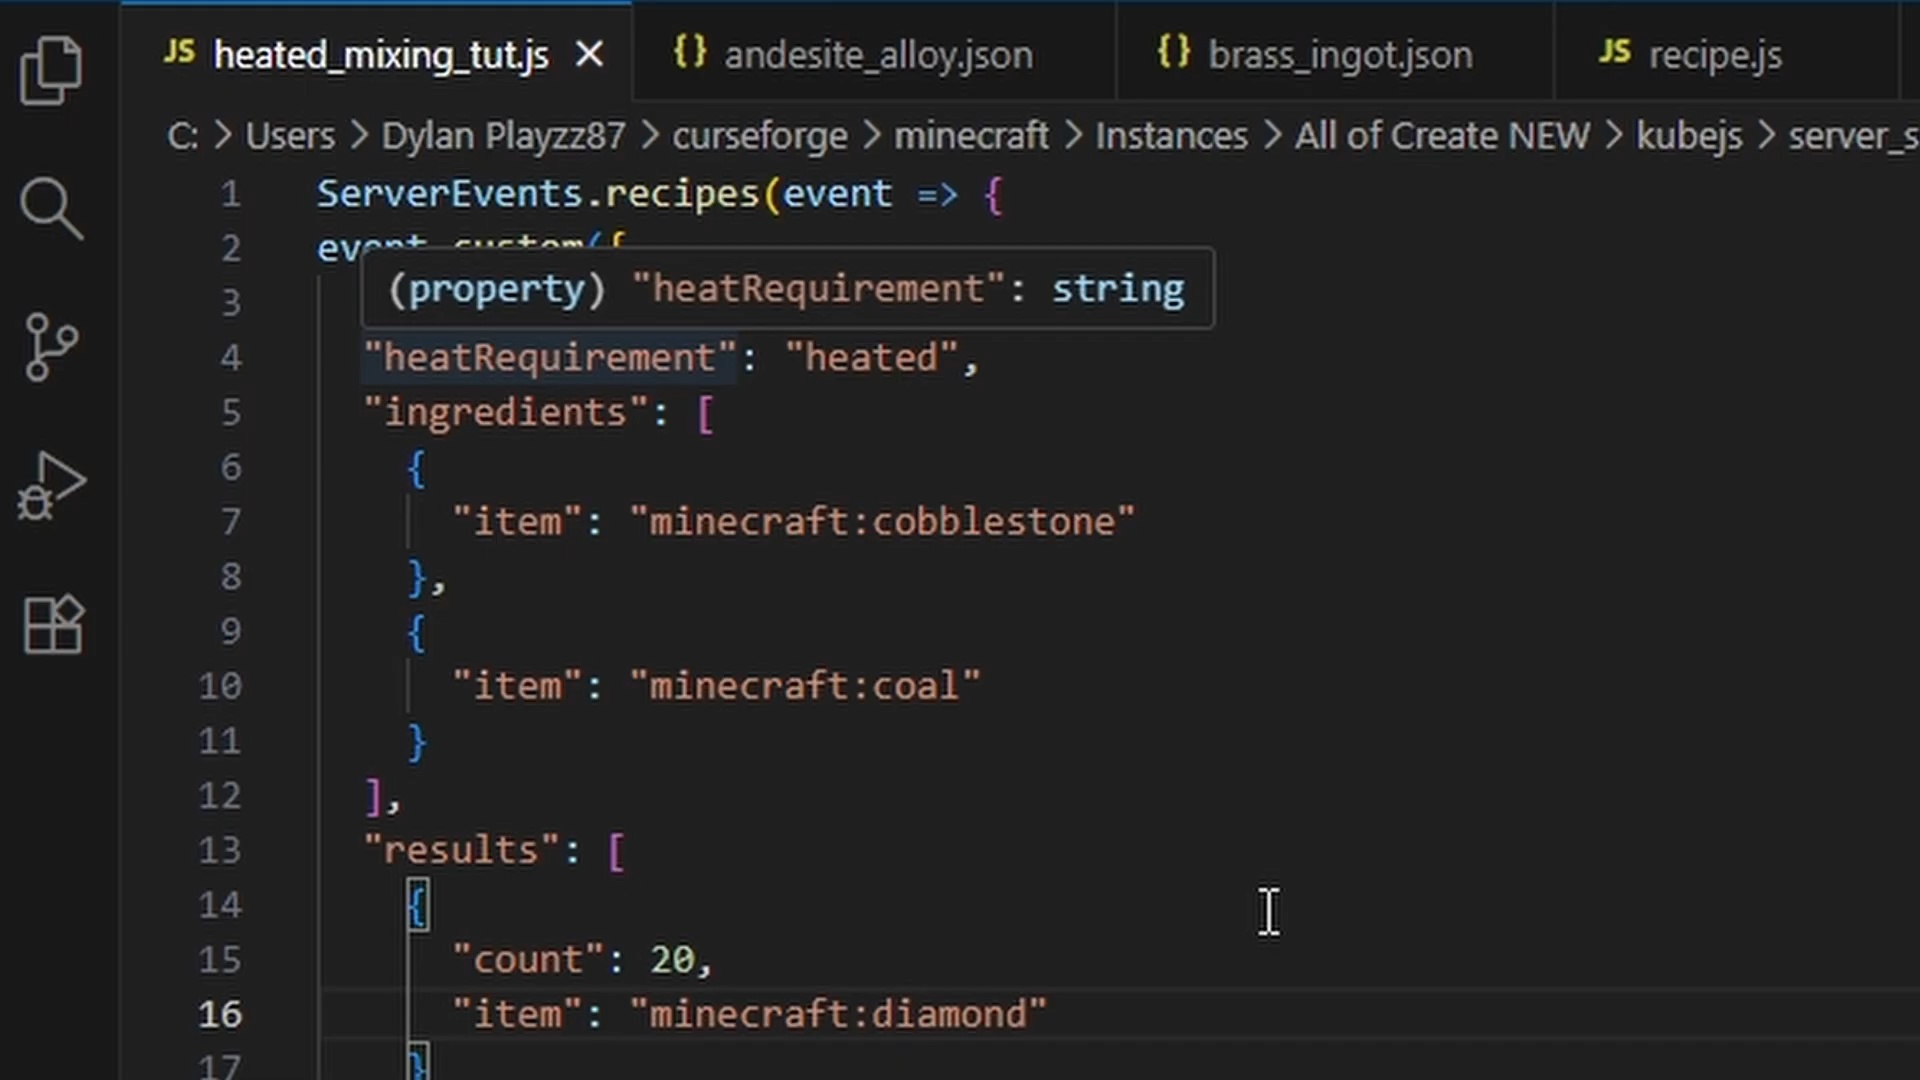 JS heated_mixing_tut.js × {} andesite_alloy.json {} brass_ingot.json JS recipe.js
C: > Users > Dylan Playzz87 > curseforge > minecraft > Instances > All of Create NEW > kubejs > server_s
1 ServerEvents.recipes(event => {
2 event.custom({
(property) "heatRequirement": string
3
4 "heatRequirement": "heated",
5 "ingredients": [
6 {
7 "item": "minecraft:cobblestone"
8 },
9 {
10 "item": "minecraft:coal"
11 }
12 ],
13 "results": [
14 {
15 "count": 20,
16 "item": "minecraft:diamond"
17 }